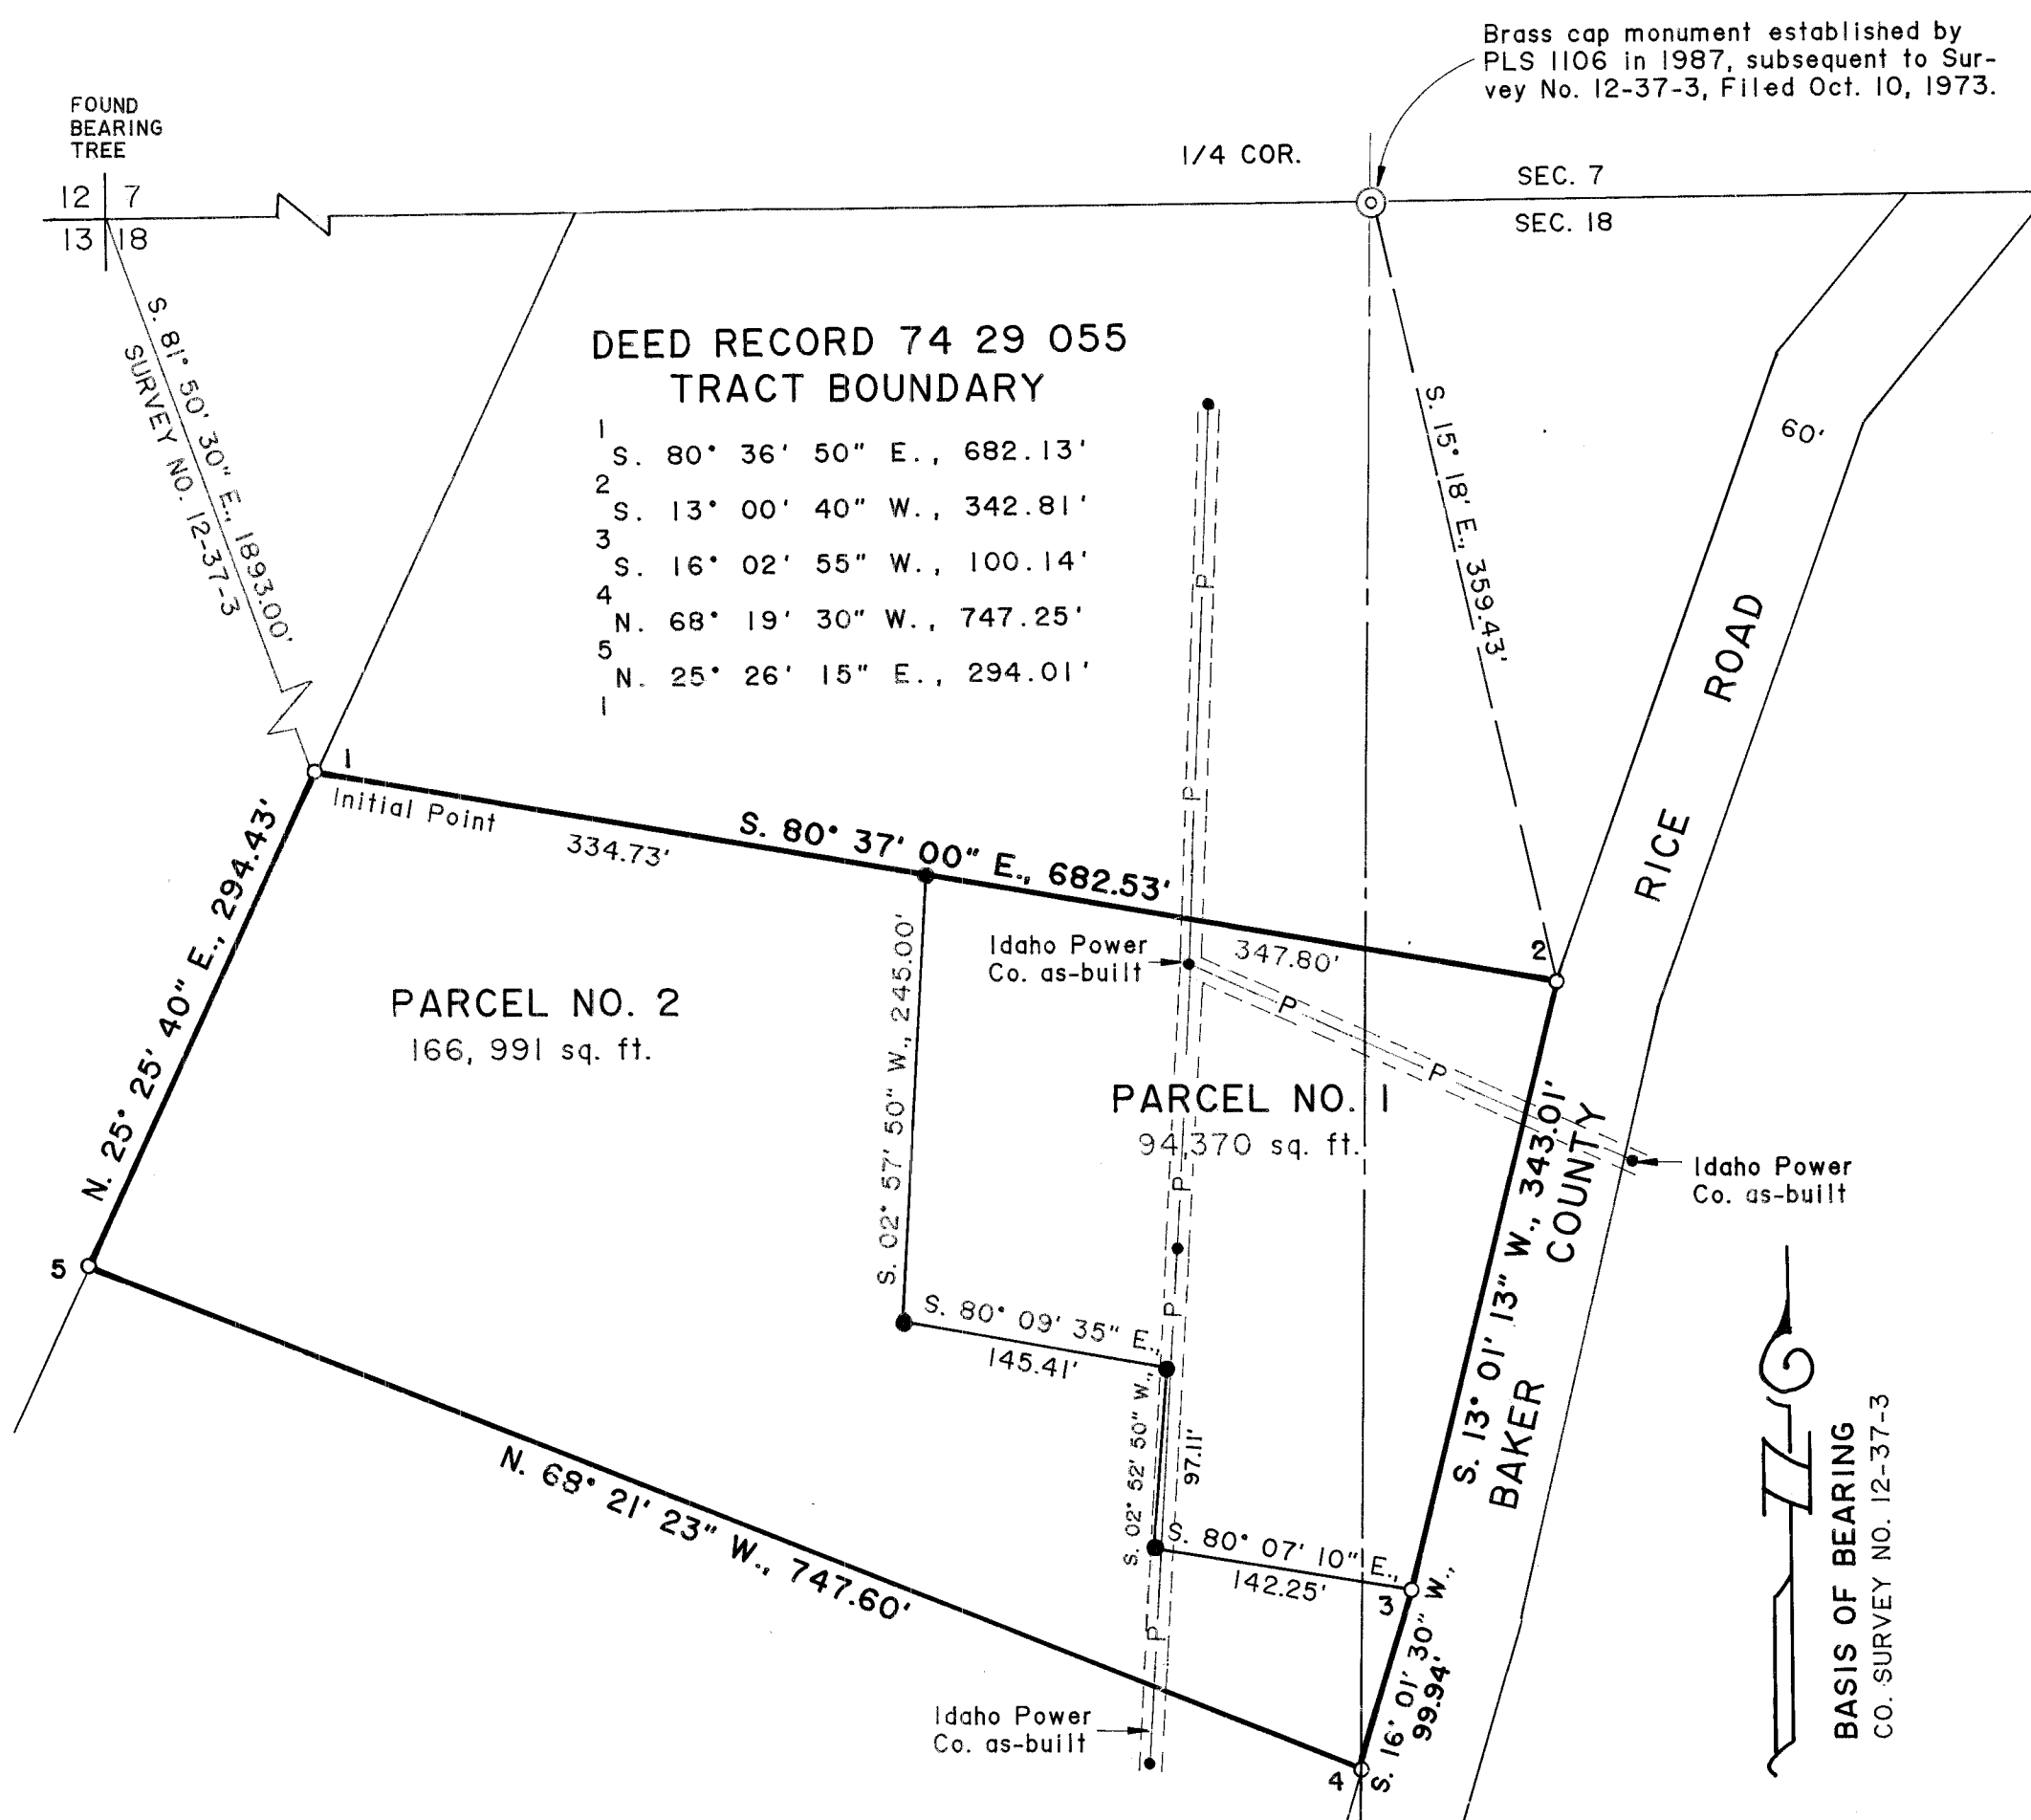 Brass cap monument established by
PLS 1106 in 1987, subsequent to Sur-
vey No. 12-37-3, Filed Oct. 10, 1973.
FOUND
BEARING
TREE
1/4 COR.
12 7
13 18
SEC. 7
SEC. 18
S. 81° 50' 30" E., 1893.00'
SURVEY NO. 12-37-3
DEED RECORD 74 29 055
TRACT BOUNDARY
1
S. 80° 36' 50" E., 682.13'
2
S. 13° 00' 40" W., 342.81'
3
S. 16° 02' 55" W., 100.14'
4
N. 68° 19' 30" W., 747.25'
5
N. 25° 26' 15" E., 294.01'
1
S. 15° 18' E., 359.43'
60'
RICE ROAD
P
P
1
Initial Point
334.73'
S. 80° 37' 00" E., 682.53'
347.80'
2
Idaho Power
Co. as-built
N. 25° 25' 40" E., 294.43'
PARCEL NO. 2
166, 991 sq. ft.
S. 02° 57' 50" W., 245.00'
P
P
PARCEL NO. 1
94,370 sq. ft.
P
P
Idaho Power
Co. as-built
S. 13° 01' 13" W., 343.01'
BAKER COUNTY
5
S. 80° 09' 35" E.,
145.41'
S. 02° 52' 50" W.,
97.11'
S. 80° 07' 10" E.,
142.25'
3
N. 68° 21' 23" W., 747.60'
P
S. 16° 01' 30" W.,
99.94'
Idaho Power
Co. as-built
4
N
BASIS OF BEARING
CO. SURVEY NO. 12-37-3